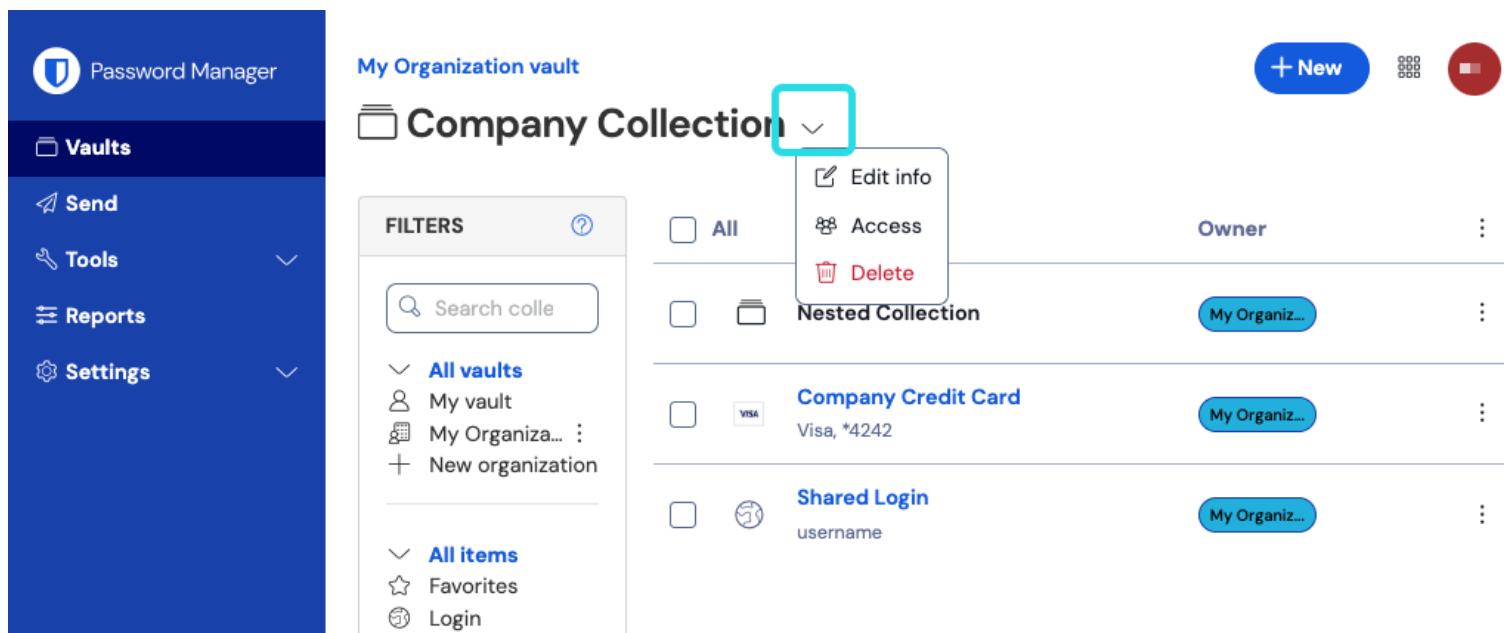 Password Manager
Vaults
Send
Tools
Reports
Settings
My Organization vault
New
Company Collection
Edit info
Access
Delete
FILTERS
Search colle
All vaults
My vault
My Organiza...
New organization
All items
Favorites
Login
All
Owner
Nested Collection
My Organiz...
VISA
Company Credit Card
Visa, *4242
My Organiz...
Shared Login
username
My Organiz...